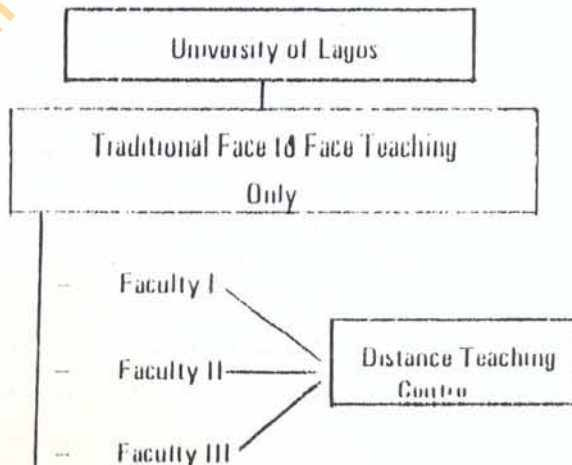 University of Lagos
Traditional Face to Face Teaching
Only
Faculty I
Faculty II
Faculty III
Distance Teaching
Centre